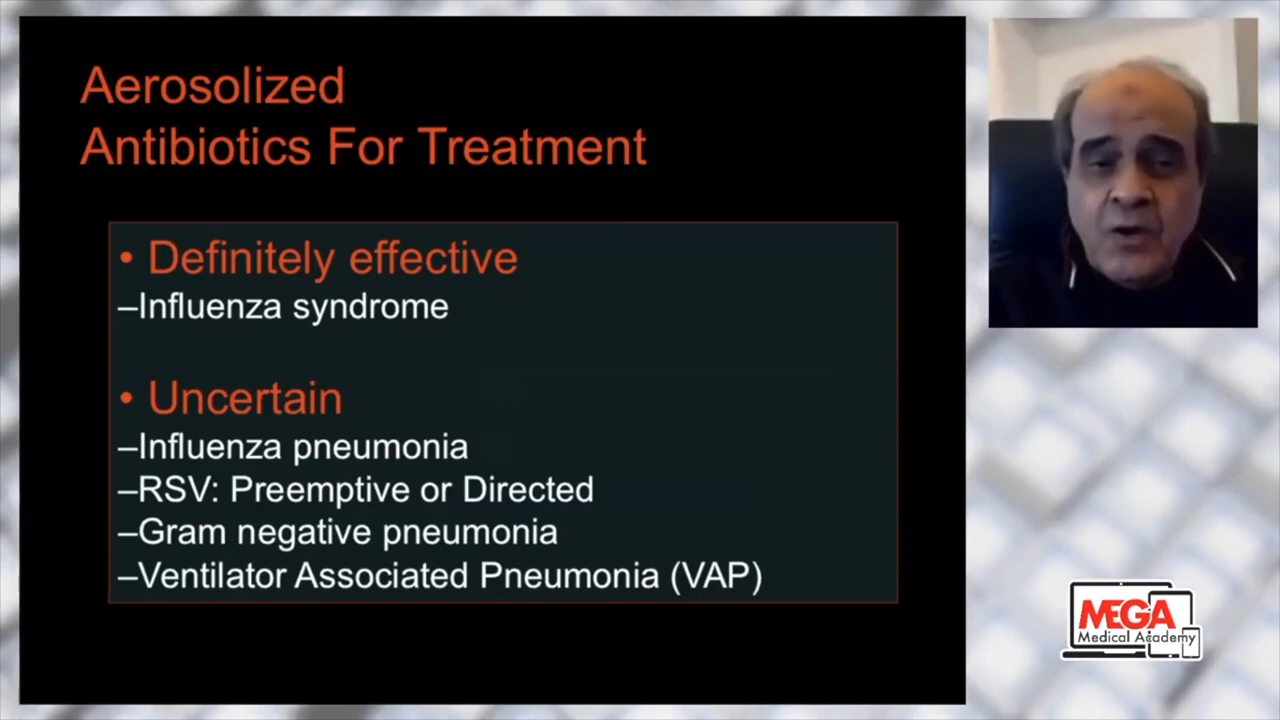 Aerosolized
Antibiotics For Treatment
• Definitely effective
–Influenza syndrome
• Uncertain
–Influenza pneumonia
–RSV: Preemptive or Directed
–Gram negative pneumonia
–Ventilator Associated Pneumonia (VAP)
MEGA
Medical Academy